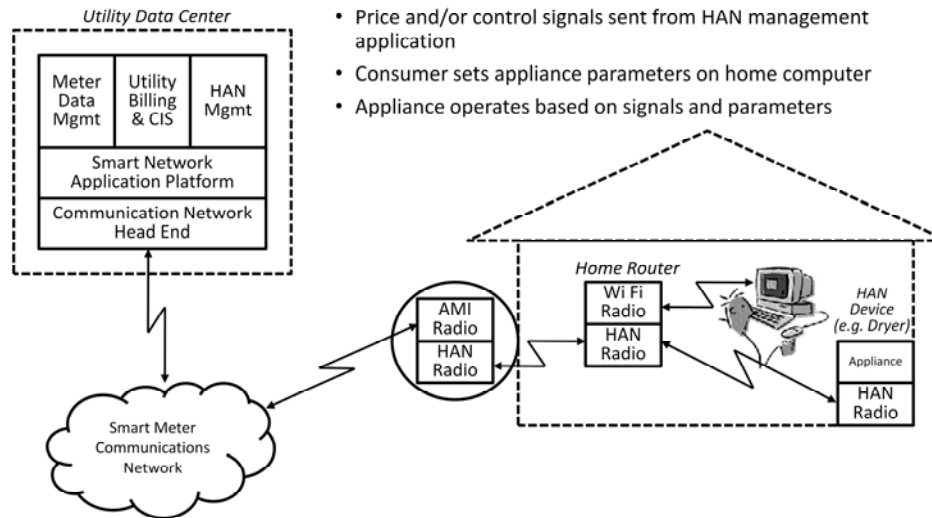 Utility Data Center
Meter
Data
Mgmt
Utility
Billing
& CIS
HAN
Mgmt
Smart Network
Application Platform
Communication Network
Head End
• Price and/or control signals sent from HAN management
application
• Consumer sets appliance parameters on home computer
• Appliance operates based on signals and parameters
Smart Meter
Communications
Network
AMI
Radio
HAN
Radio
Home Router
Wi Fi
Radio
HAN
Radio
HAN
Device
(e.g. Dryer)
Appliance
HAN
Radio